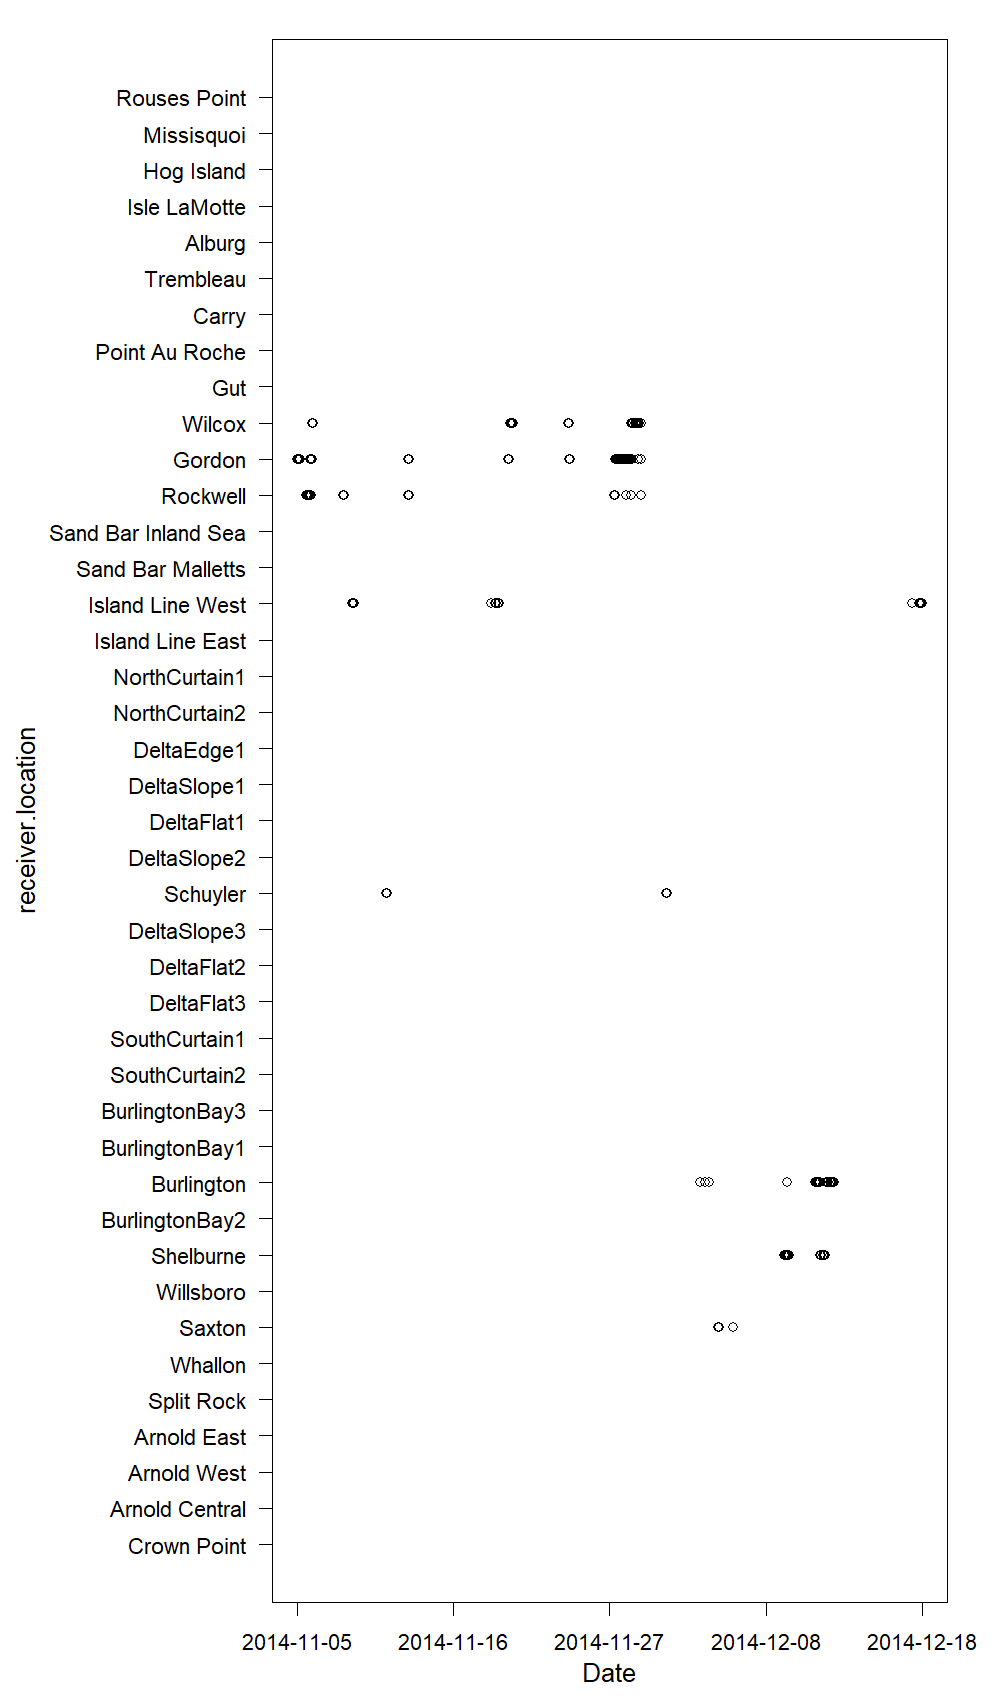 Rouses Point
Missisquoi
Hog Island
Isle LaMotte
Alburg
Trembleau
Carry
Point Au Roche
Gut
Wilcox
Gordon
Rockwell
Sand Bar Inland Sea
Sand Bar Malletts
Island Line West
Island Line East
NorthCurtain1
NorthCurtain2
DeltaEdge1
DeltaSlope1
DeltaFlat1
DeltaSlope2
Schuyler
DeltaSlope3
DeltaFlat2
DeltaFlat3
SouthCurtain1
SouthCurtain2
BurlingtonBay3
BurlingtonBay1
Burlington
BurlingtonBay2
Shelburne
Willsboro
Saxton
Whallon
Split Rock
Arnold East
Arnold West
Arnold Central
Crown Point
receiver.location
2014-11-05 2014-11-16 2014-11-27 2014-12-08 2014-12-18
Date